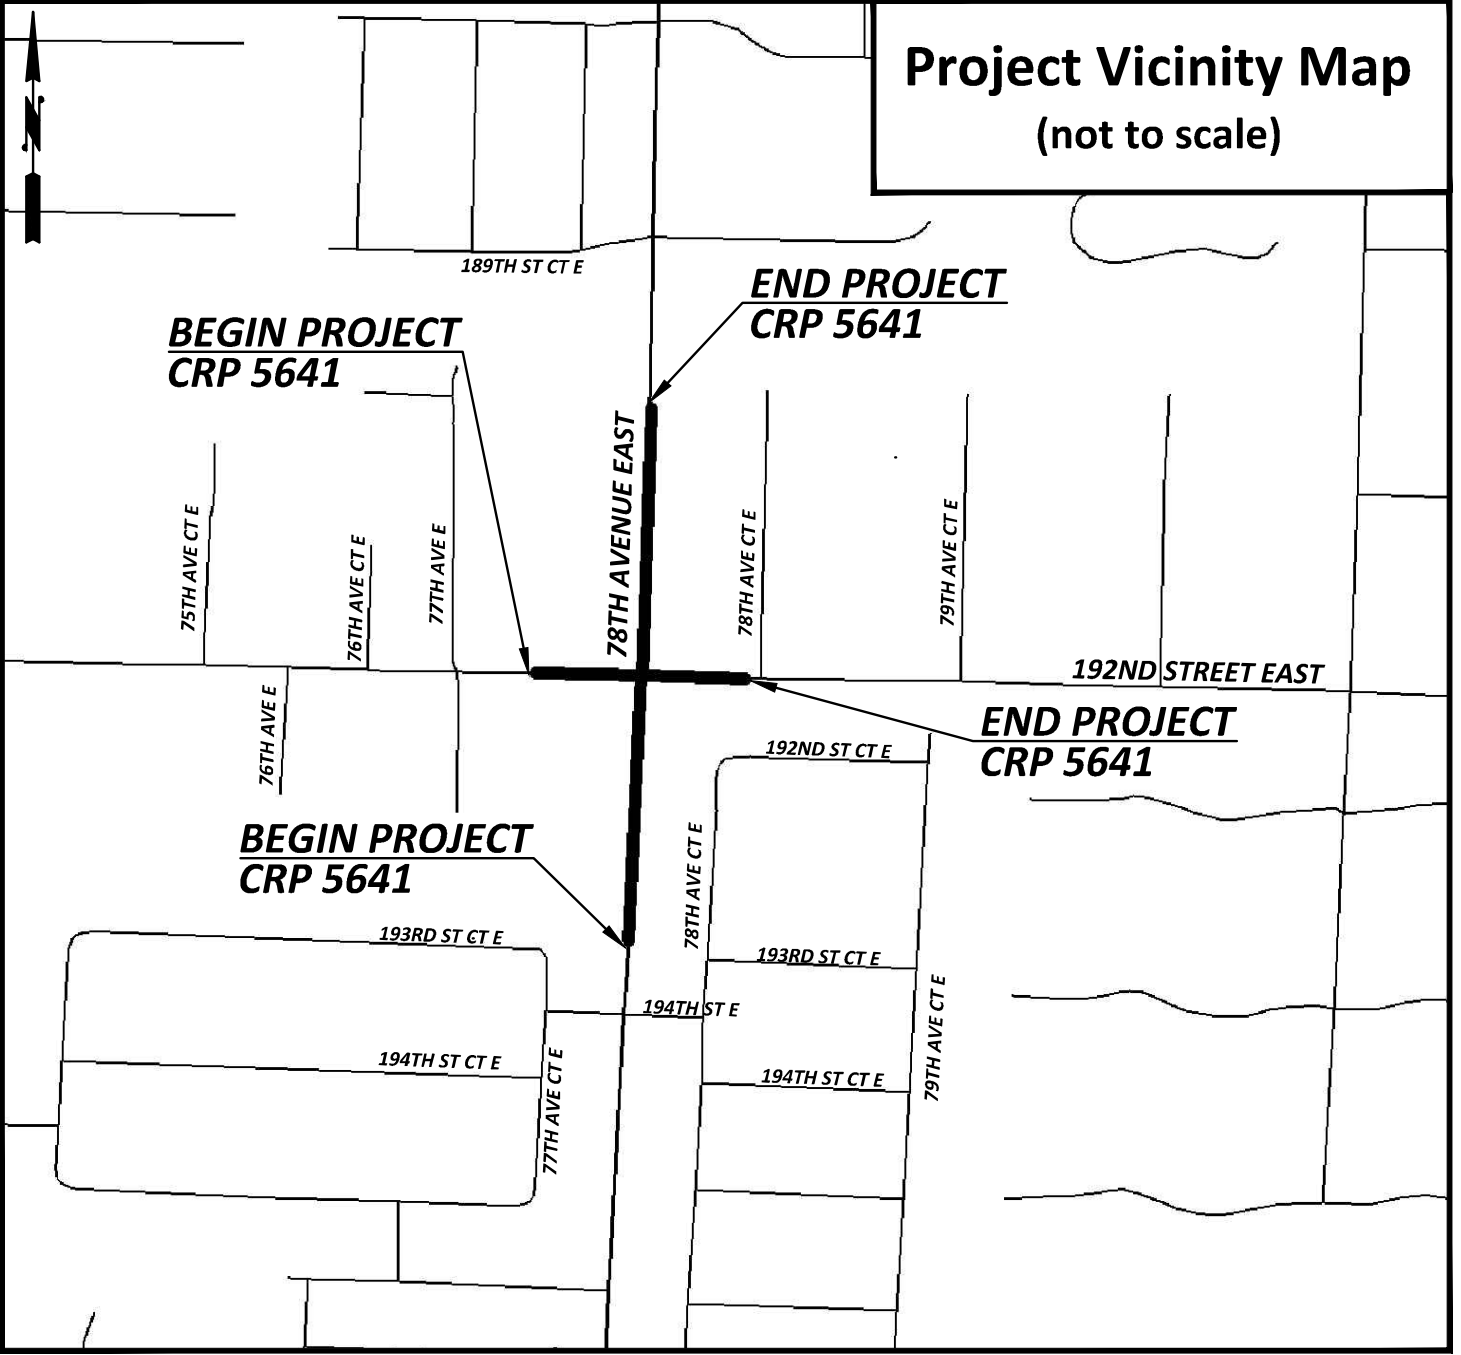 Project Vicinity Map
(not to scale)
N
189TH ST CT E
END PROJECT
CRP 5641
BEGIN PROJECT
CRP 5641
78TH AVENUE EAST
75TH AVE CT E
76TH AVE CT E
77TH AVE E
78TH AVE CT E
79TH AVE CT E
192ND STREET EAST
76TH AVE E
END PROJECT
CRP 5641
192ND ST CT E
BEGIN PROJECT
CRP 5641
78TH AVE CT E
193RD ST CT E
193RD ST CT E
194TH ST E
79TH AVE CT E
194TH ST CT E
77TH AVE CT E
194TH ST CT E